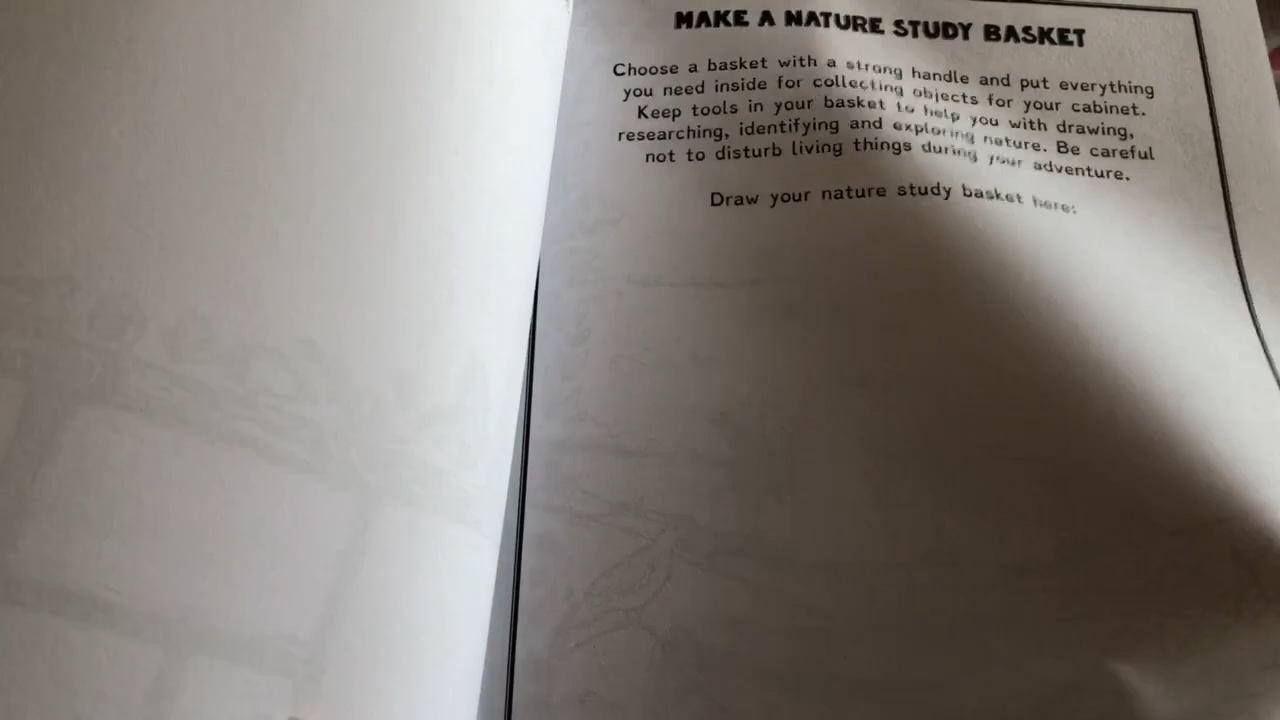 MAKE A NATURE STUDY BASKET
Choose a basket with a strong handle and put everything
you need inside for collecting objects for your cabinet.
Keep tools in your basket to help you with drawing,
researching, identifying and exploring nature. Be careful
not to disturb living things during your adventure.
Draw your nature study basket here: